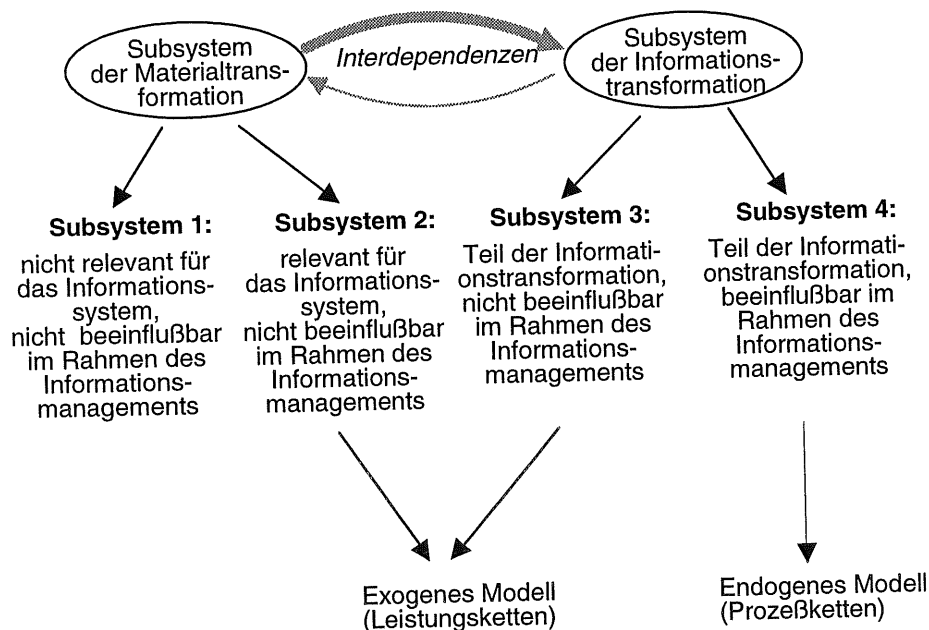 Subsystem
der Materialtrans-
formation
Interdependenzen
Subsystem
der Informations-
transformation
Subsystem 1:
nicht relevant für
das Informations-
system,
nicht beeinflußbar
im Rahmen des
Informations-
managements
Subsystem 2:
relevant für
das Informations-
system,
nicht beeinflußbar
im Rahmen des
Informations-
managements
Subsystem 3:
Teil der Informati-
onstransformation,
nicht beeinflußbar
im Rahmen des
Informations-
managements
Subsystem 4:
Teil der Informati-
onstransformation,
beeinflußbar im
Rahmen des
Informations-
managements
Exogenes Modell
(Leistungsketten)
Endogenes Modell
(Prozeßketten)